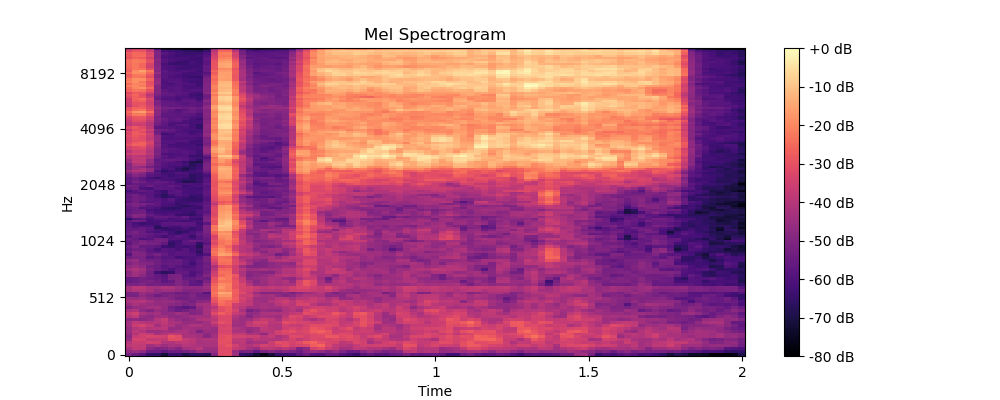 Mel Spectrogram
Hz
8192
4096
2048
1024
512
0
0 0.5 1 1.5 2
Time
+0 dB
-10 dB
-20 dB
-30 dB
-40 dB
-50 dB
-60 dB
-70 dB
-80 dB